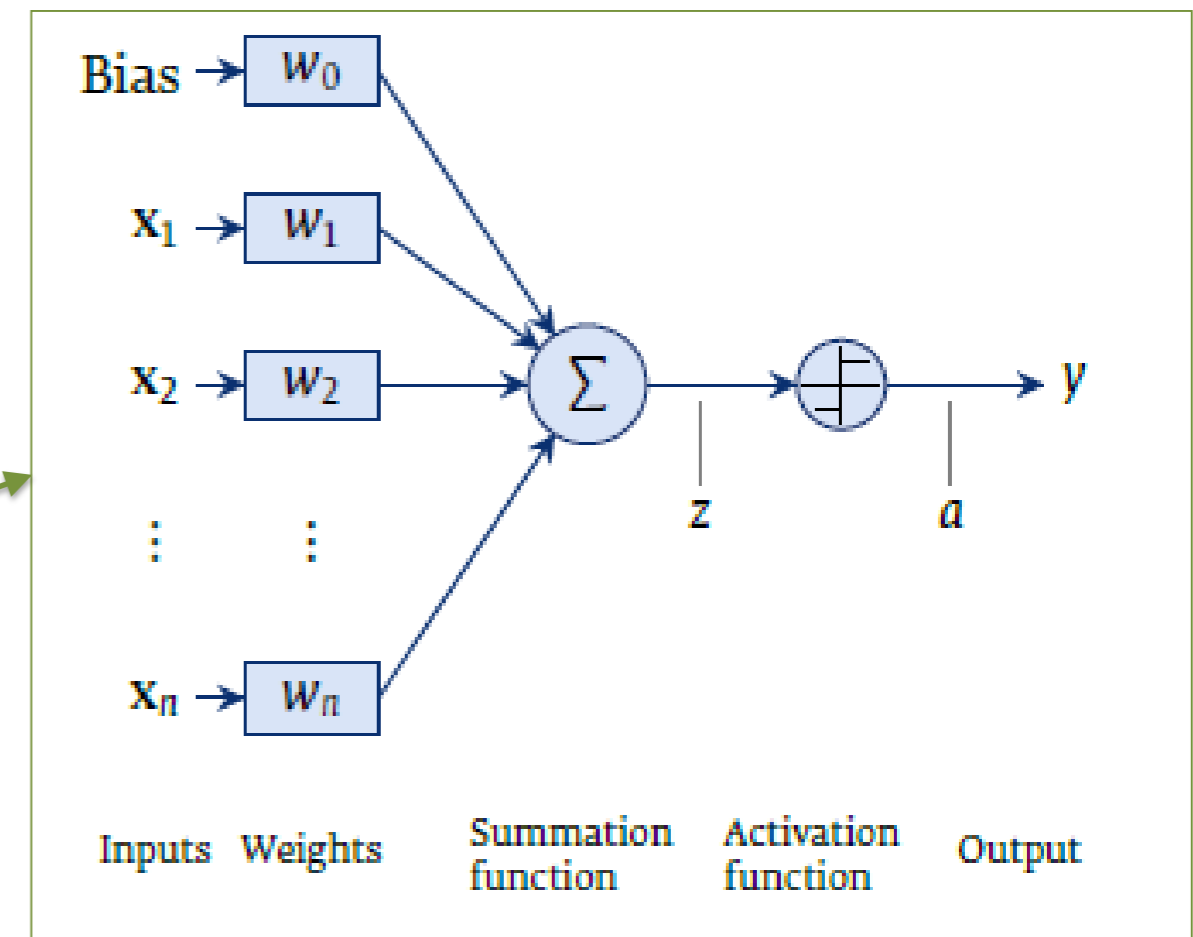 Bias w₀
x₁ w₁
x₂ w₂ Σ y
z a
⋮ ⋮
xₙ wₙ
Inputs Weights Summation function Activation function Output